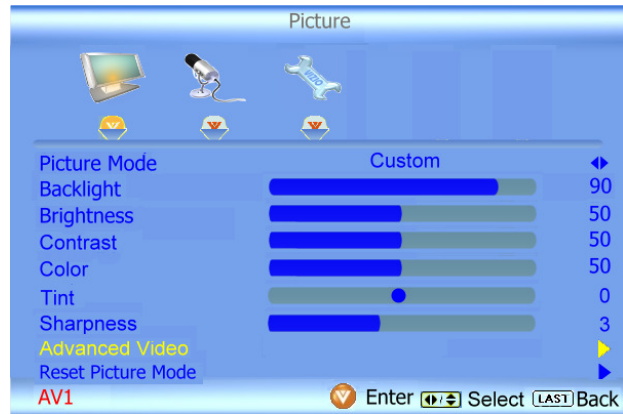 Picture
VIZIO
Picture Mode Custom
Backlight 90
Brightness 50
Contrast 50
Color 50
Tint 0
Sharpness 3
Advanced Video
Reset Picture Mode
AV1 Enter Select LAST Back